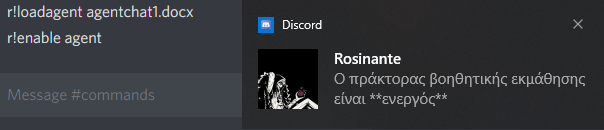 r!loadagent agentchat1.docx
r!enable agent
Message #commands
Discord
Rosinante
Ο πράκτορας βοηθητικής εκμάθησης
είναι **ενεργός**